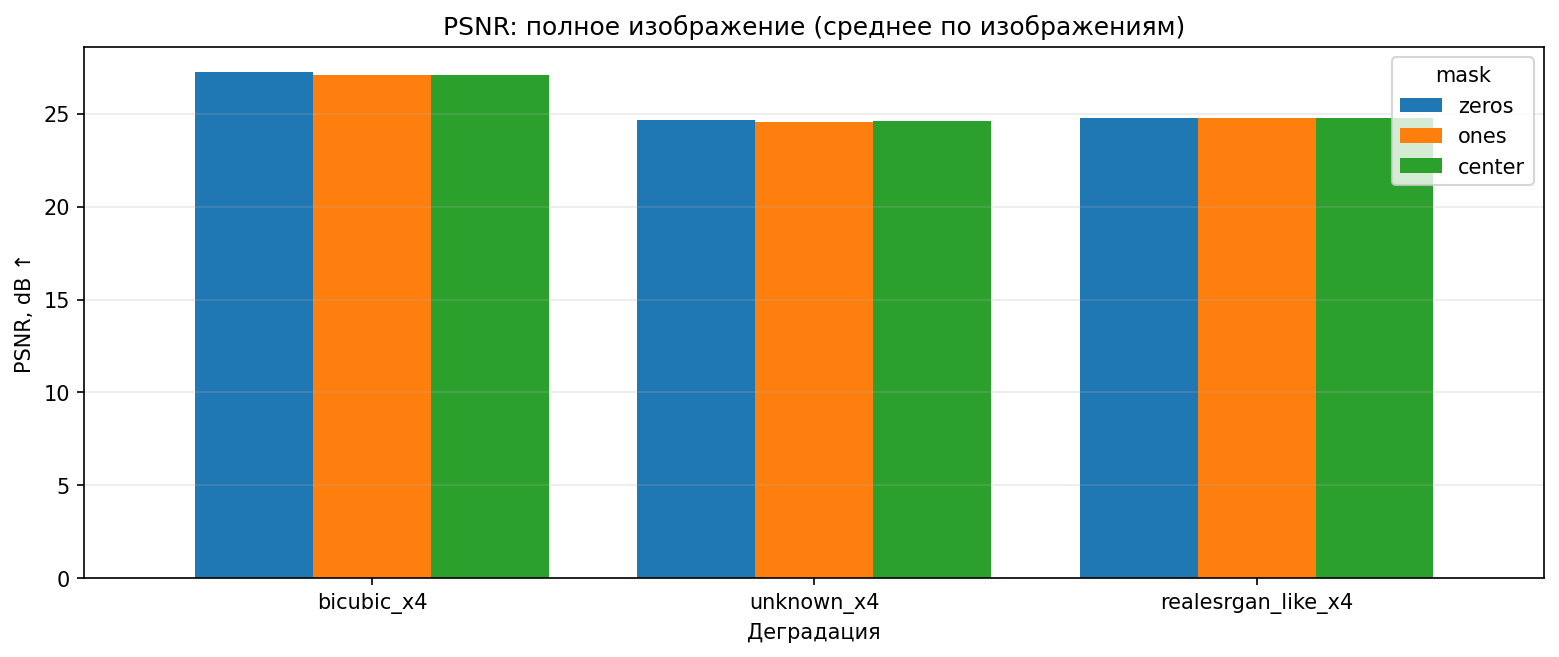 PSNR: полное изображение (среднее по изображениям)
mask
zeros
ones
center
PSNR, dB ↑
25
20
15
10
5
0
bicubic_x4
unknown_x4
realesrgan_like_x4
Деградация